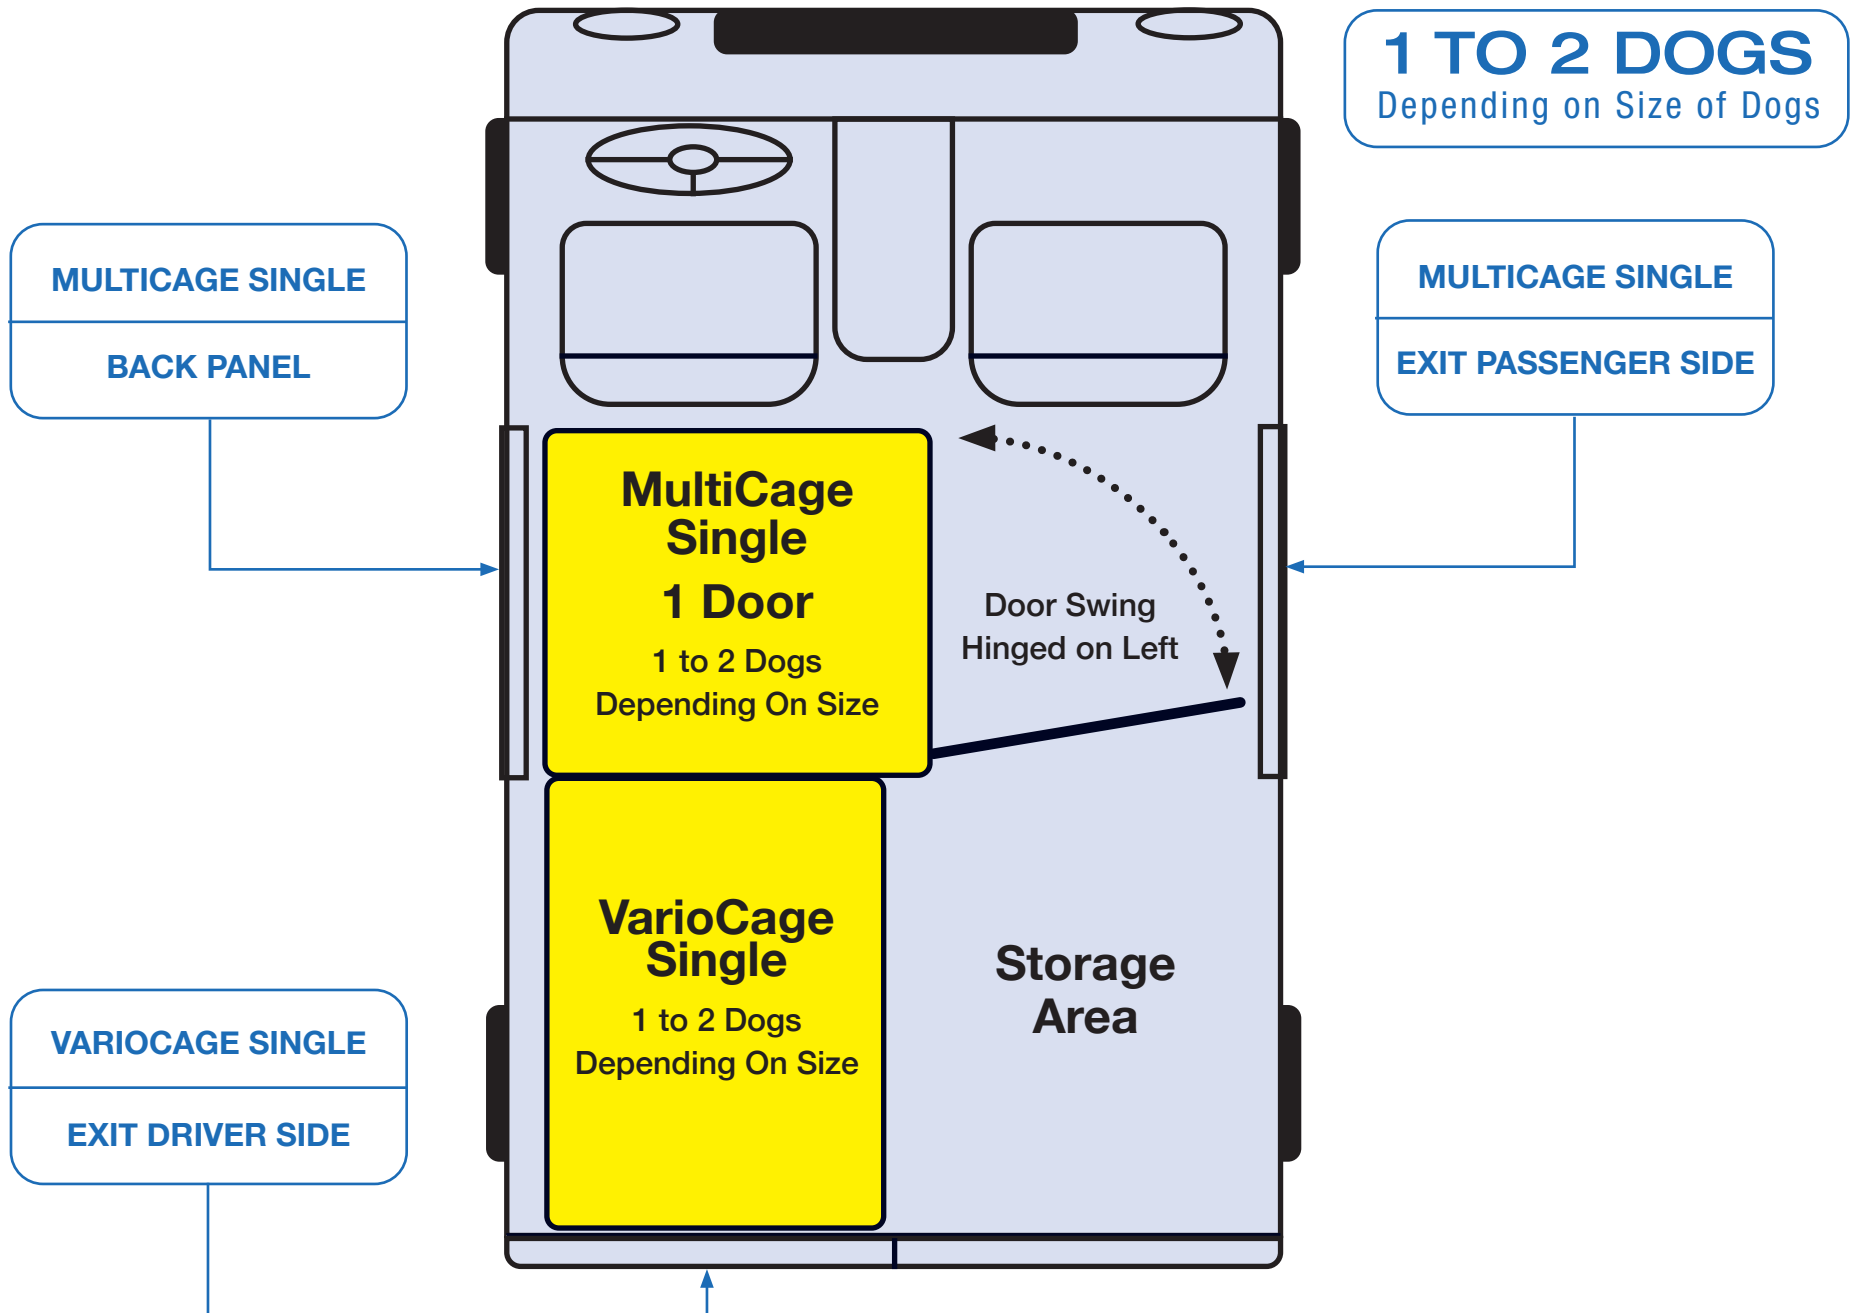 1 TO 2 DOGS
Depending on Size of Dogs
MULTICAGE SINGLE
BACK PANEL
MULTICAGE SINGLE
EXIT PASSENGER SIDE
MultiCage
Single
1 Door
1 to 2 Dogs
Depending On Size
Door Swing
Hinged on Left
VarioCage
Single
1 to 2 Dogs
Depending On Size
Storage
Area
VARIOCAGE SINGLE
EXIT DRIVER SIDE